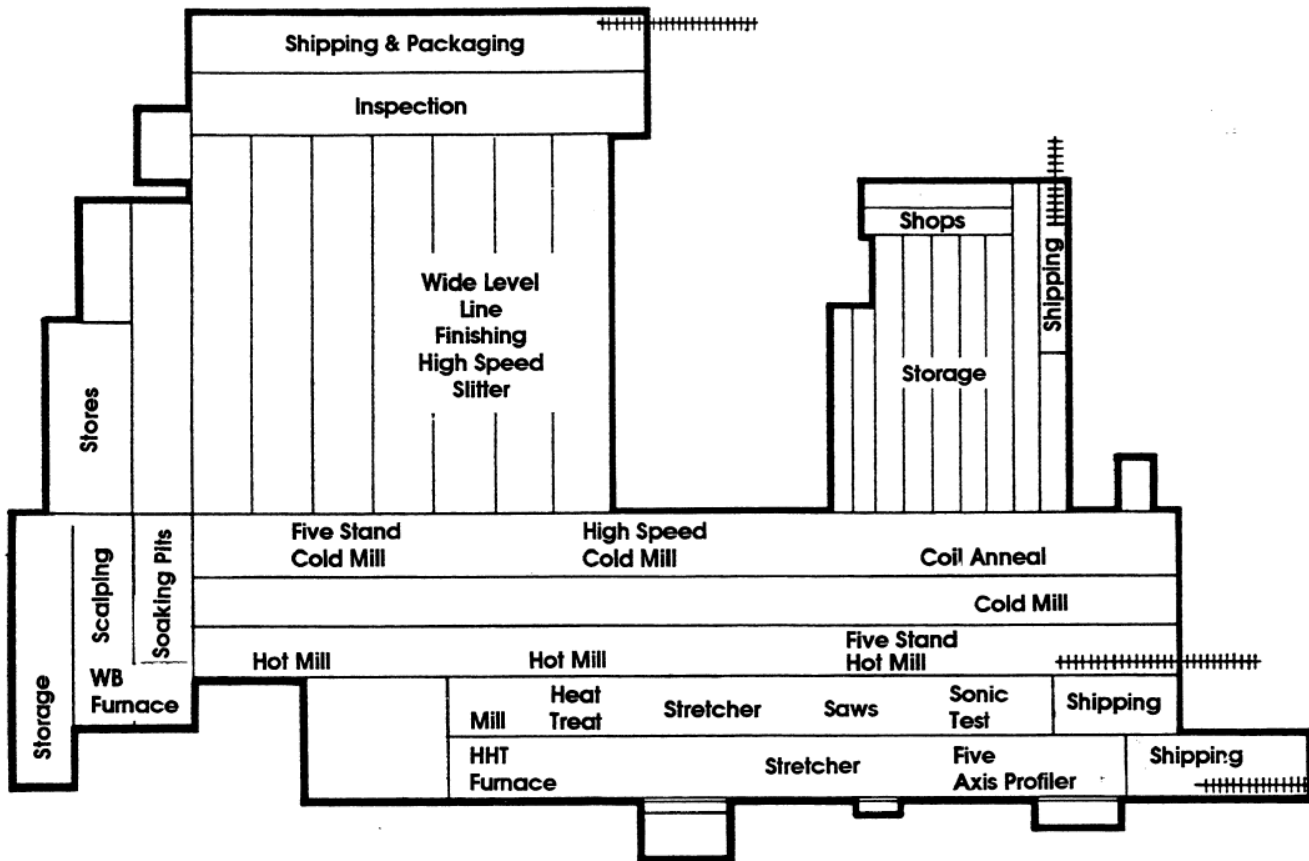 Shipping & Packaging
Inspection
Shops
Shipping
Wide Level
Line
Finishing
High Speed
Slitter
Storage
Stores
Five Stand
Cold Mill
High Speed
Cold Mill
Coil Anneal
Scalping
Soaking Pits
Cold Mill
Hot Mill
Hot Mill
Five Stand
Hot Mill
WB
Furnace
Storage
Mill
Heat
Treat
Stretcher
Saws
Sonic
Test
Shipping
HHT
Furnace
Stretcher
Five
Axis Profiler
Shipping